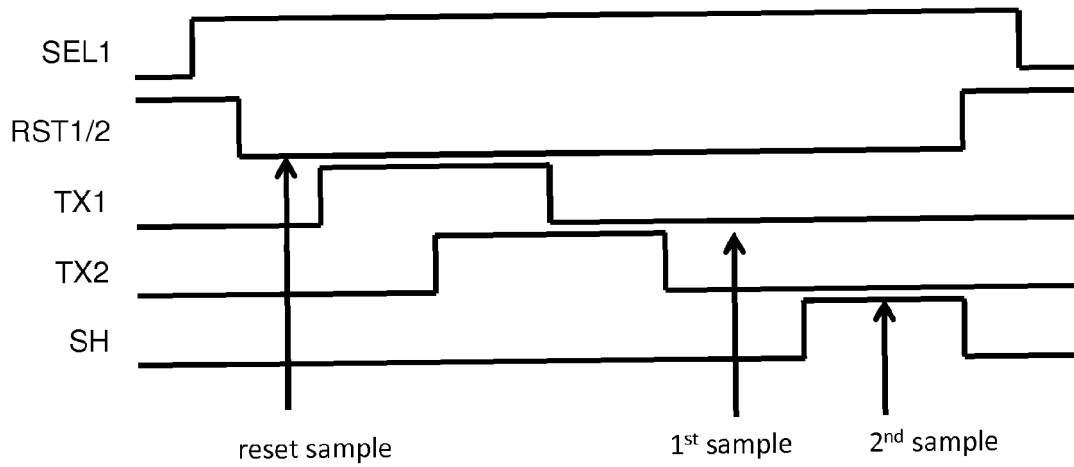 SEL1
RST1/2
TX1
TX2
SH
reset sample
1st sample
2nd sample